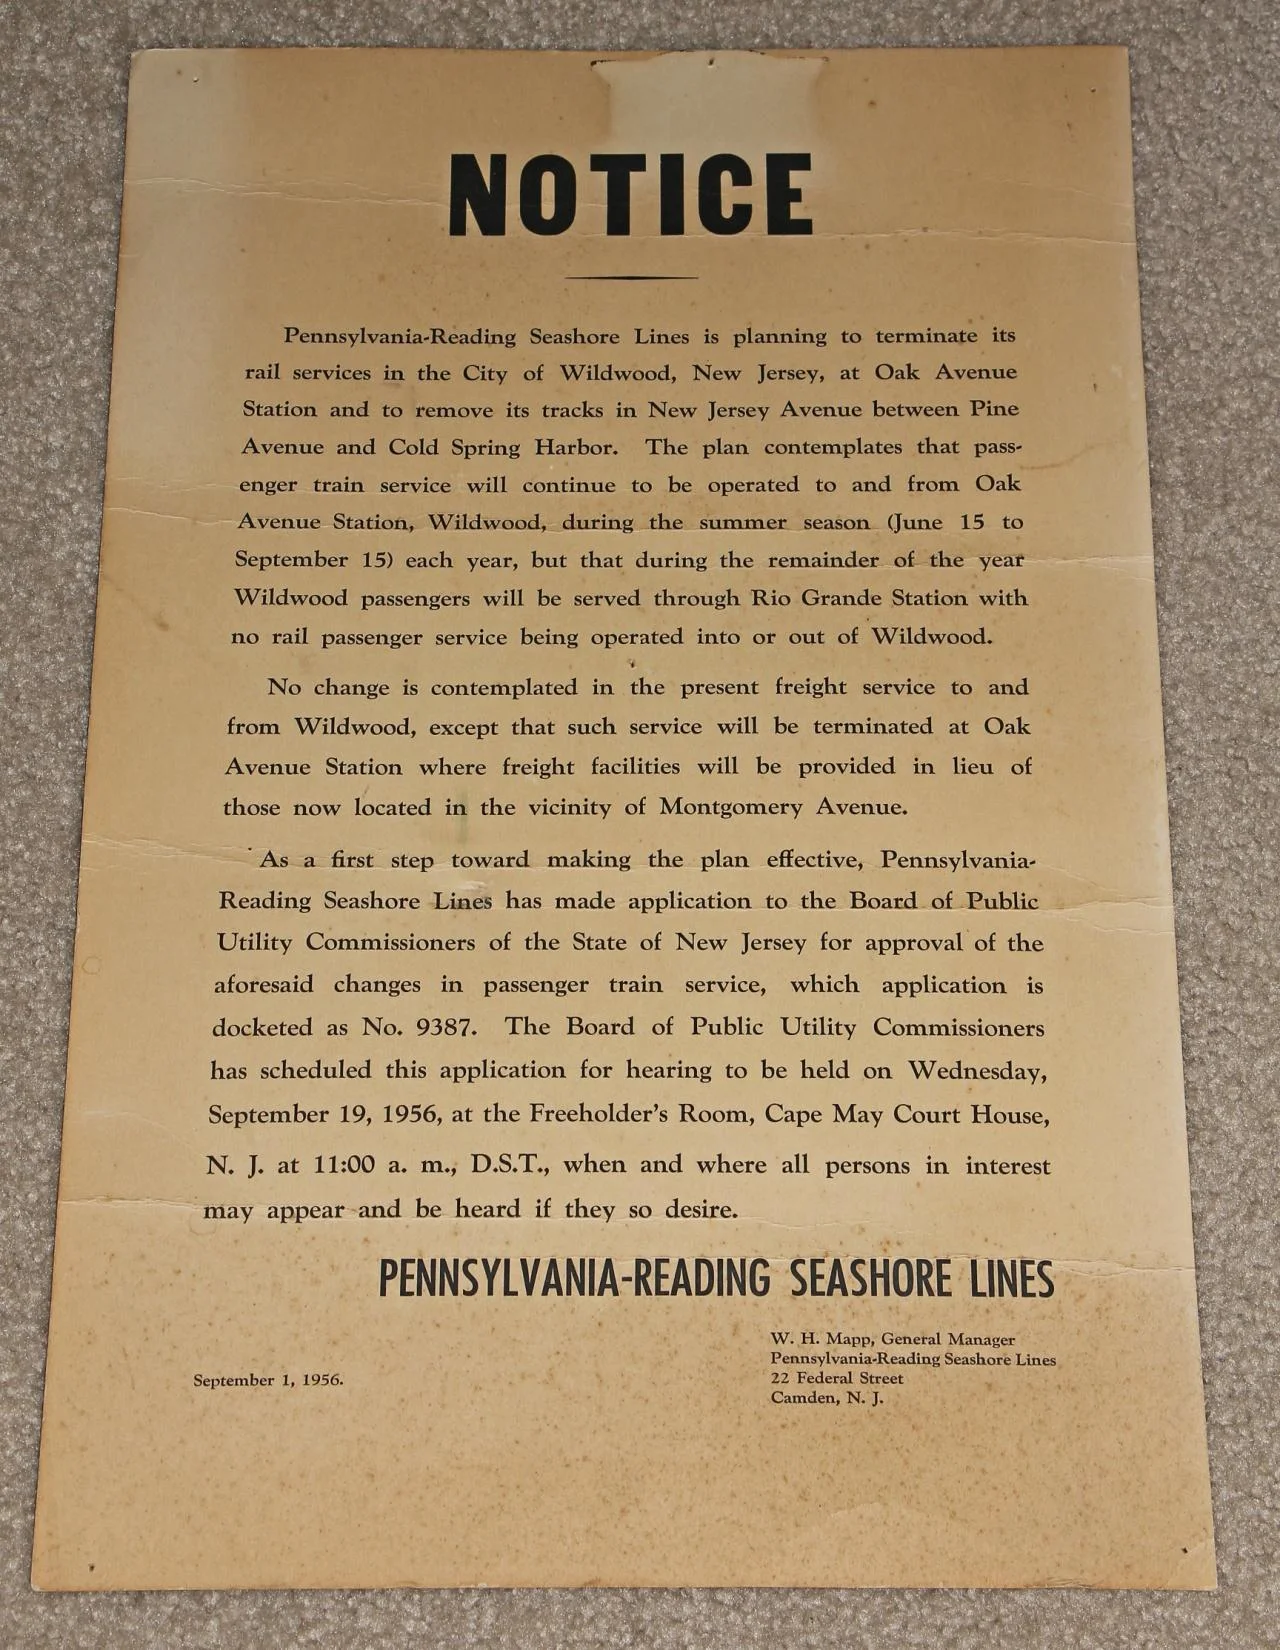 NOTICE
Pennsylvania-Reading Seashore Lines is planning to terminate its
rail services in the City of Wildwood, New Jersey, at Oak Avenue
Station and to remove its tracks in New Jersey Avenue between Pine
Avenue and Cold Spring Harbor. The plan contemplates that pass-
enger train service will continue to be operated to and from Oak
Avenue Station, Wildwood, during the summer season (June 15 to
September 15) each year, but that during the remainder of the year
Wildwood passengers will be served through Rio Grande Station with
no rail passenger service being operated into or out of Wildwood.
No change is contemplated in the present freight service to and
from Wildwood, except that such service will be terminated at Oak
Avenue Station where freight facilities will be provided in lieu of
those now located in the vicinity of Montgomery Avenue.
As a first step toward making the plan effective, Pennsylvania-
Reading Seashore Lines has made application to the Board of Public
Utility Commissioners of the State of New Jersey for approval of the
aforesaid changes in passenger train service, which application is
docketed as No. 9387. The Board of Public Utility Commissioners
has scheduled this application for hearing to be held on Wednesday,
September 19, 1956, at the Freeholder's Room, Cape May Court House,
N. J. at 11:00 a. m., D.S.T., when and where all persons in interest
may appear and be heard if they so desire.
PENNSYLVANIA-READING SEASHORE LINES
W. H. Mapp, General Manager
Pennsylvania-Reading Seashore Lines
22 Federal Street
Camden, N. J.
September 1, 1956.